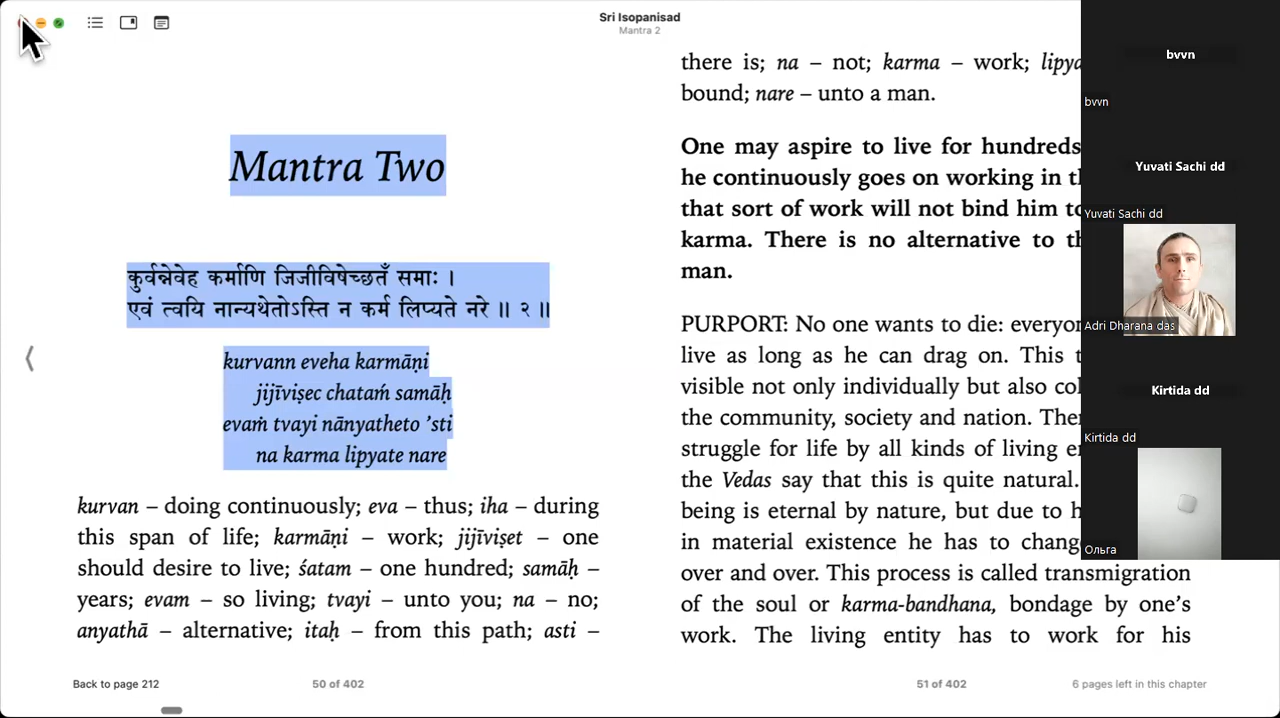 Sri Isopanisad
Mantra 2
Mantra Two
कुर्वन्नेवेह कर्माणि जिजीविषेच्छतँ समाः ।
एवं त्वयि नान्यथेतोऽस्ति न कर्म लिप्यते नरे ॥ २ ॥
kurvann eveha karmāṇi
jijīviṣec chataḿ samāḥ
evaṁ tvayi nānyatheto ’sti
na karma lipyate nare
kurvan – doing continuously; eva – thus; iha – during
this span of life; karmāṇi – work; jijīviṣet – one
should desire to live; śatam – one hundred; samāḥ –
years; evam – so living; tvayi – unto you; na – no;
anyathā – alternative; itaḥ – from this path; asti –
Back to page 212
50 of 402
there is; na – not; karma – work; lipya
bound; nare – unto a man.
One may aspire to live for hundreds
he continuously goes on working in
that sort of work will not bind him
karma. There is no alternative to
man.
PURPORT: No one wants to die:
live as long as he can drag on. This
visible not only individually but also
the community, society and nation.
struggle for life by all kinds of living
the Vedas say that this is quite natural.
being is eternal by nature, but due to
in material existence he has to
over and over. This process is called transmigration
of the soul or karma-bandhana, bondage by one’s
work. The living entity has to work for his
51 of 402
6 pages left in this chapter
bvvn
bvvn
Yuvati Sachi dd
Yuvati Sachi dd
Adri Dharana das
Kirtida dd
Kirtida dd
Ольга